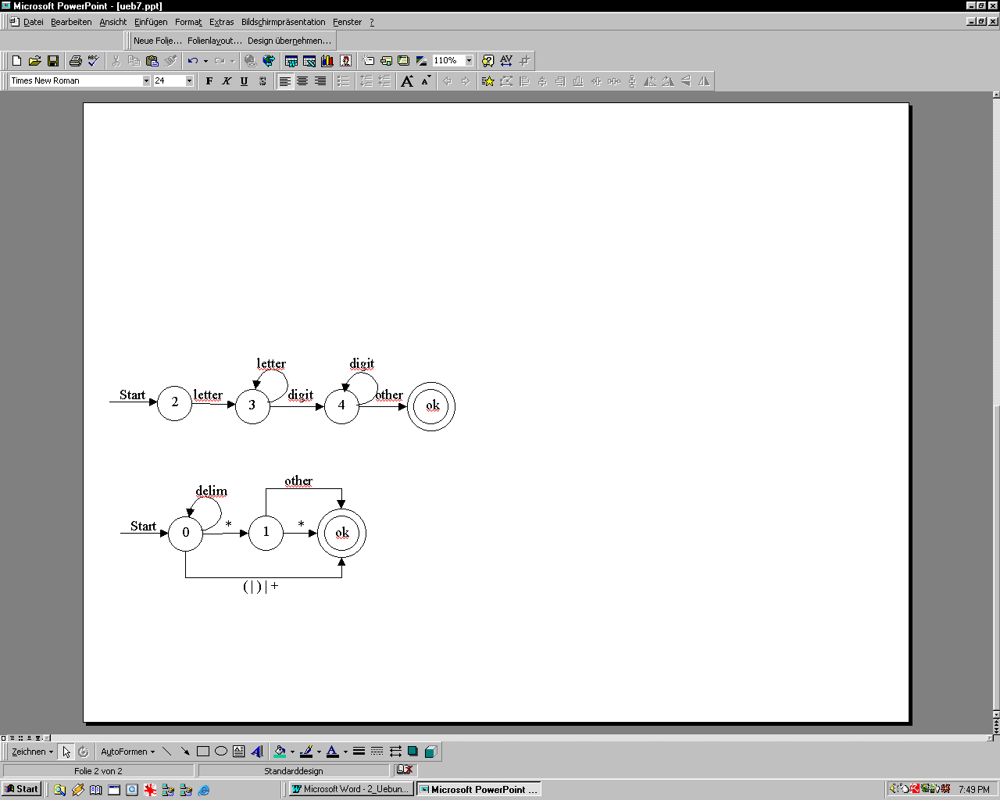 Microsoft PowerPoint - [ueb7.ppt]
Datei Bearbeiten Ansicht Einfügen Format Extras Bildschirmpräsentation Fenster ?
Neue Folie... Folienlayout... Design übernehmen...
ABC 110% ? AV
Times New Roman 24 F K U S A A
letter digit
Start 2 letter 3 digit 4 other ok
other
delim
Start 0 * 1 * ok
( | ) | +
Zeichnen AutoFormen A A
Folie 2 von 2 Standarddesign
Start Microsoft Word - 2_Uebun... Microsoft PowerPoint ... 7:49 PM